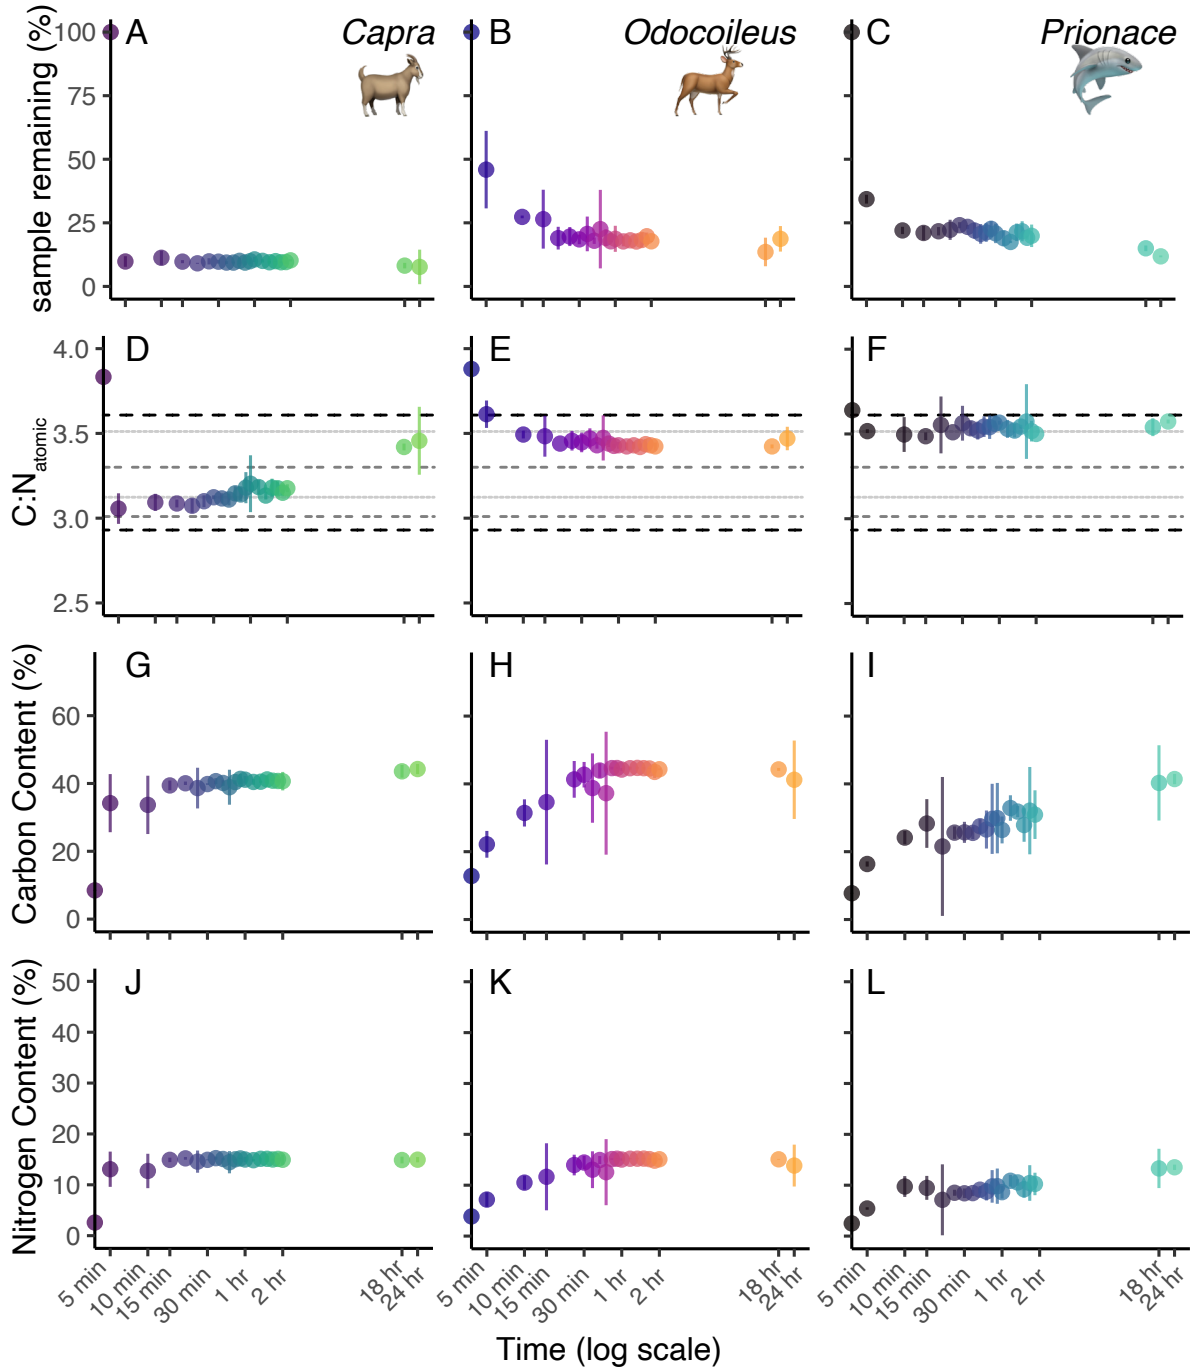 sample remaining (%)
100
75
50
25
0
A
Capra
B
Odocoileus
C
Prionace
C:Natomic
4.0
3.5
3.0
2.5
D
E
F
Carbon Content (%)
60
40
20
0
G
H
I
Nitrogen Content (%)
50
40
30
20
10
0
J
K
L
5 min
10 min
15 min
30 min
1 hr
2 hr
18 hr
24 hr
5 min
10 min
15 min
30 min
1 hr
2 hr
18 hr
24 hr
5 min
10 min
15 min
30 min
1 hr
2 hr
18 hr
24 hr
Time (log scale)